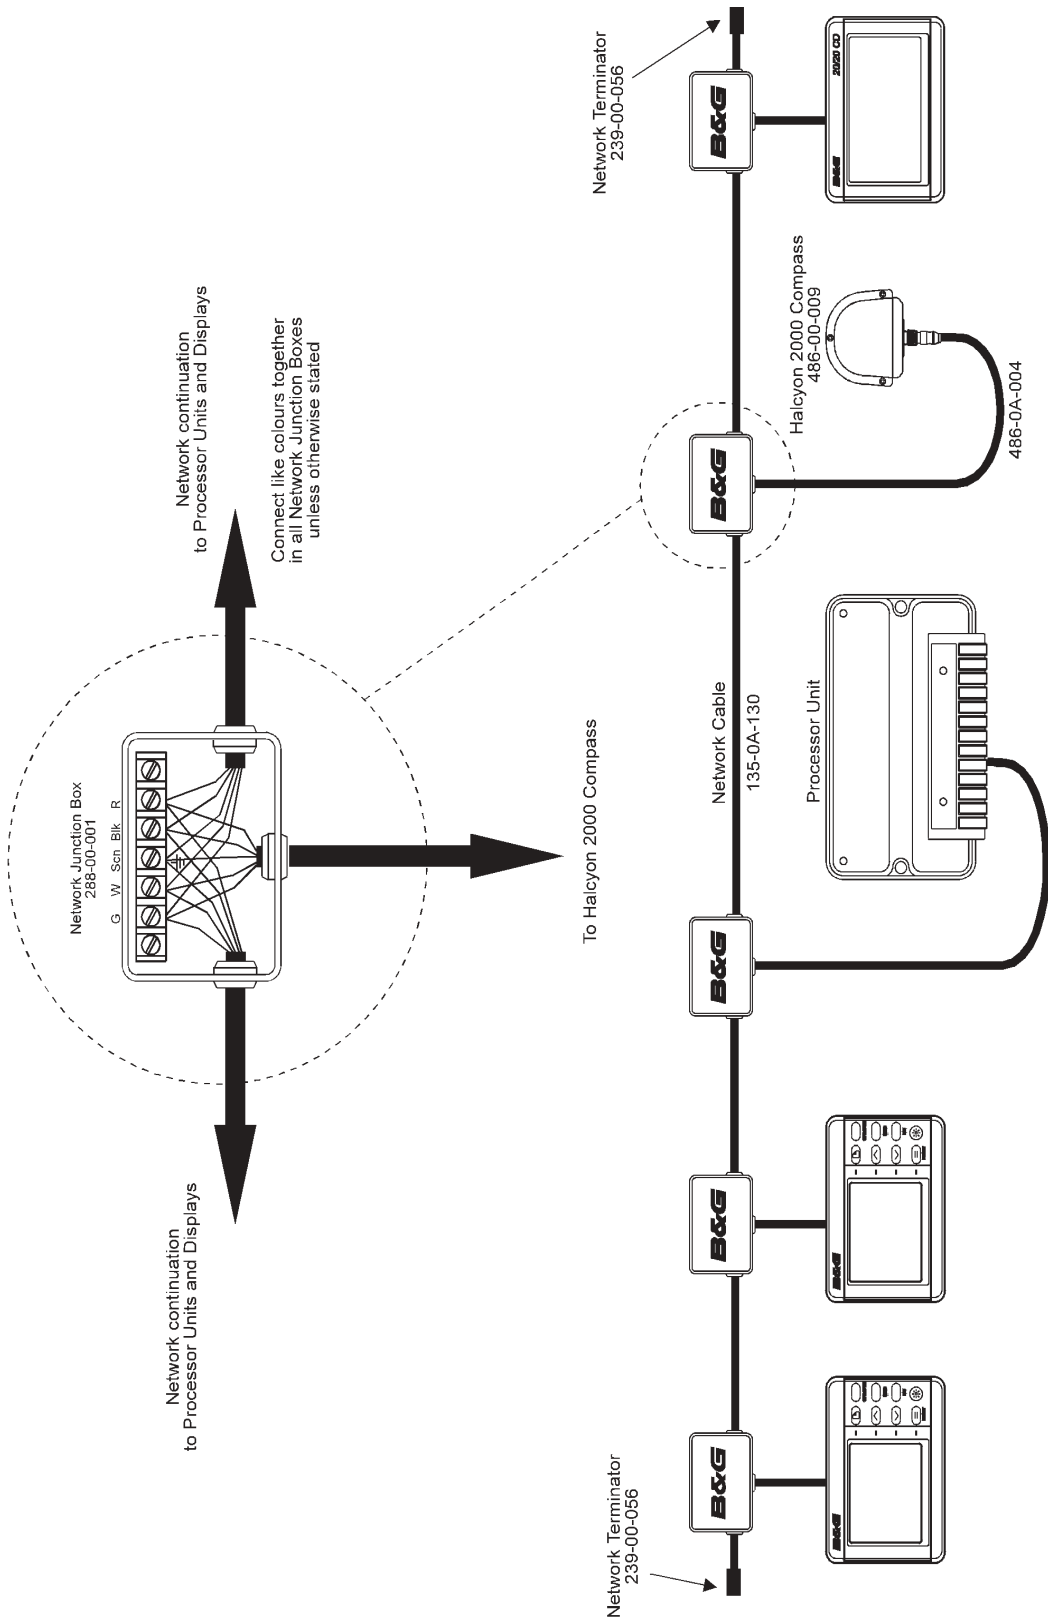 Network continuation
to Processor Units and Displays
Network Junction Box
288-00-001
G W Scn Blk R
Network continuation
to Processor Units and Displays
Connect like colours together
in all Network Junction Boxes
unless otherwise stated
To Halcyon 2000 Compass
Network Terminator
239-00-056
B&G
B&G
B&G
Network Cable
135-0A-130
B&G
B&G
Network Terminator
239-00-056
B&G
B&G
Processor Unit
Halcyon 2000 Compass
486-00-009
486-0A-004
B&G
20/20 CD